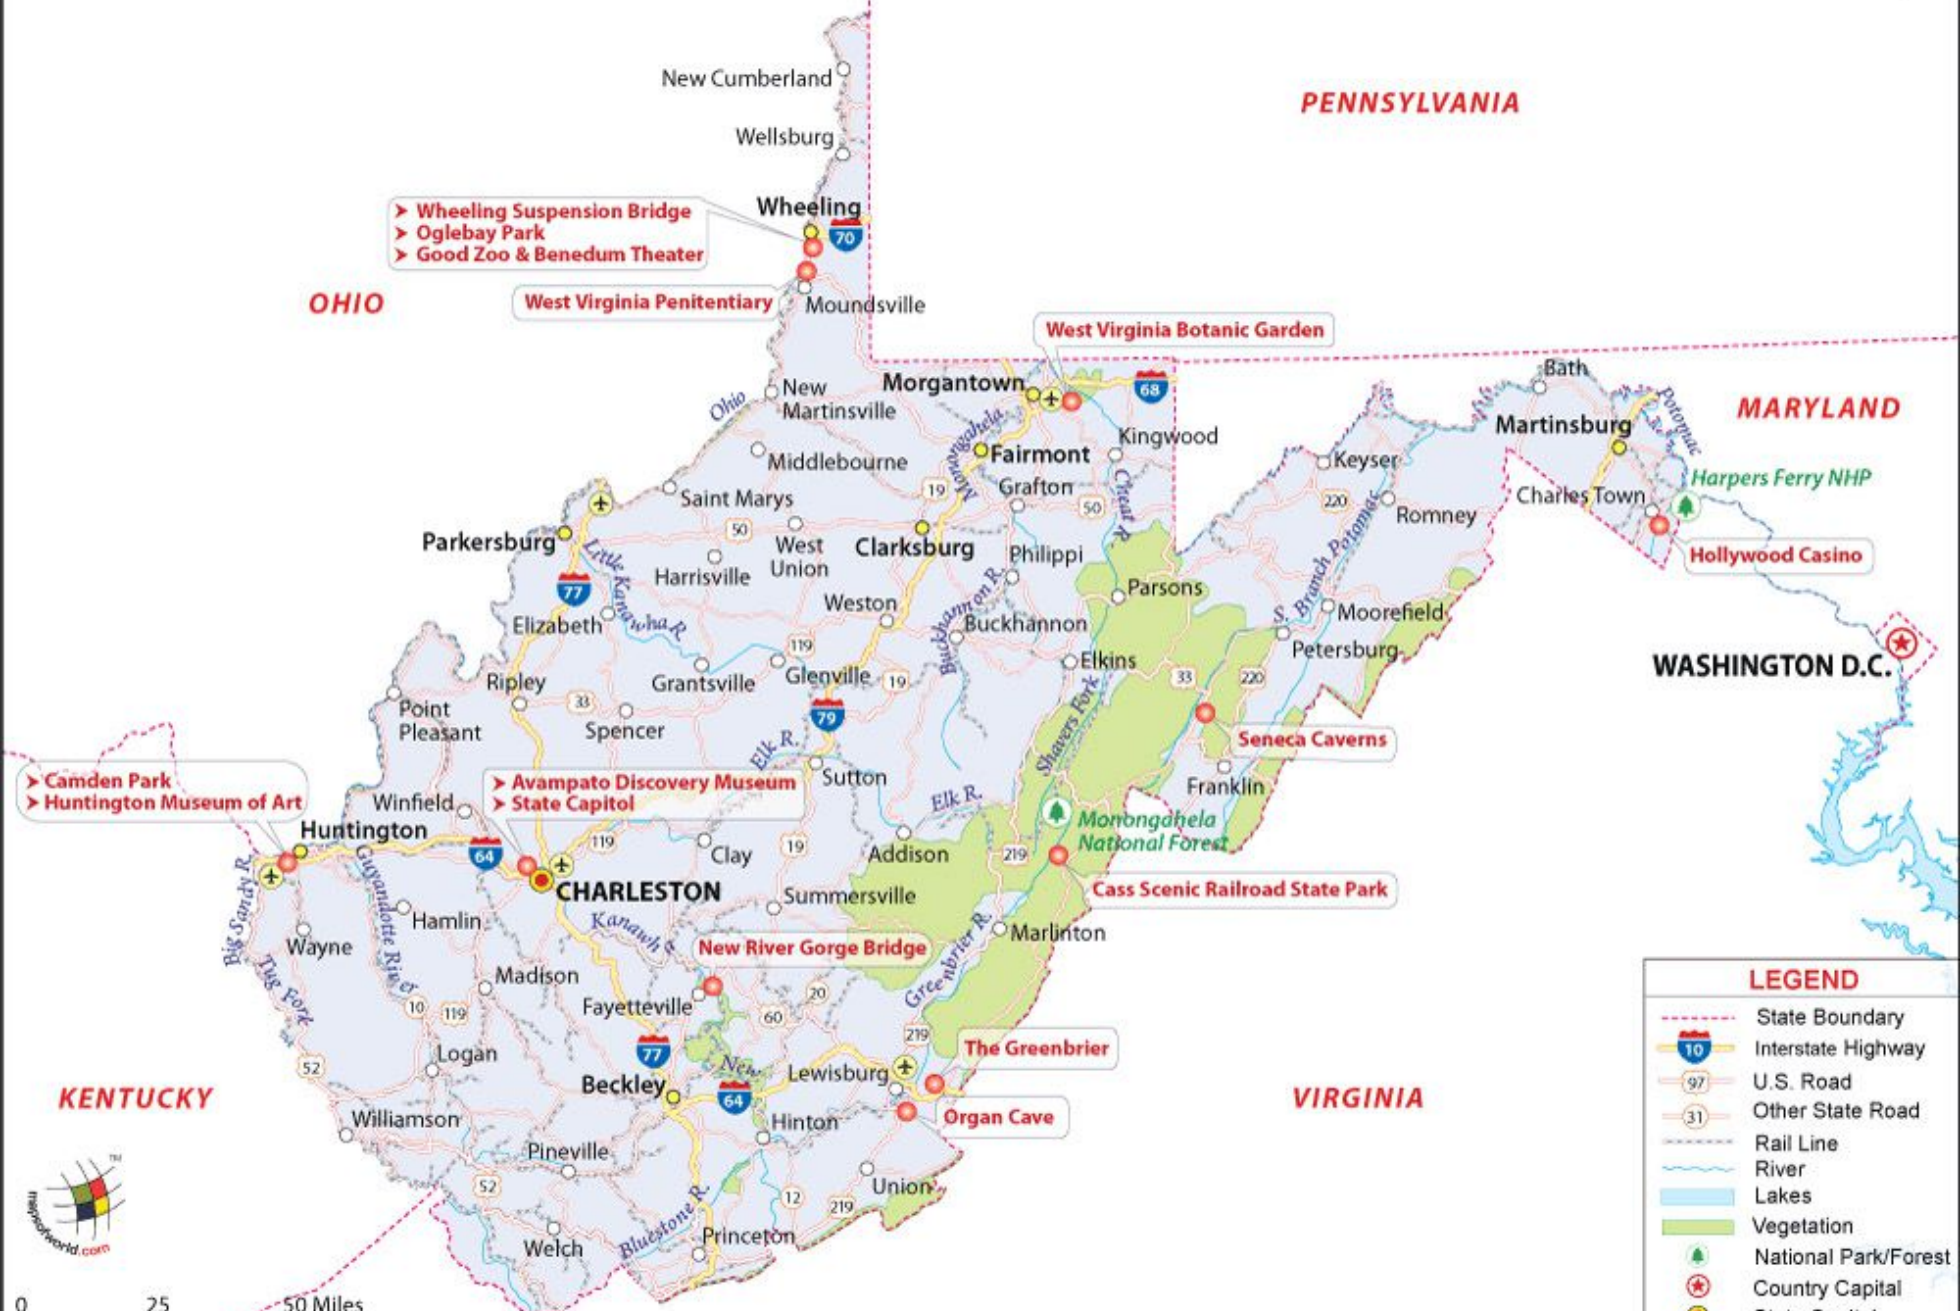 New Cumberland
PENNSYLVANIA
Wellsburg
Wheeling
Wheeling Suspension Bridge
Oglebay Park
Good Zoo & Benedum Theater
70
OHIO
West Virginia Penitentiary
Moundsville
West Virginia Botanic Garden
Bath
Morgantown
68
New
Martinsville
Ohio
Potomac R.
MARYLAND
Martinsburg
Monongahela
Kingwood
Fairmont
Middlebourne
Keyser
Harpers Ferry NHP
Grafton
19
Saint Marys
Charles Town
220
50
Cheat R.
Romney
50
Parkersburg
West
Union
Clarksburg
Philippi
Hollywood Casino
Harrisville
Little Kanawha R.
77
Parsons
S. Branch Potomac
Weston
Buckhannon R.
Moorefield
Elizabeth
Buckhannon
119
Petersburg
WASHINGTON D.C.
Elkins
Glenville
19
Grantsville
33
220
Ripley
33
Point
Pleasant
Spencer
79
Shavers Fork
Seneca Caverns
Elk R.
Sutton
Camden Park
Huntington Museum of Art
Avampato Discovery Museum
State Capitol
Winfield
Franklin
Elk R.
Monongahela
National Forest
Huntington
64
119
Clay
19
Addison
219
Guyandotte River
CHARLESTON
Cass Scenic Railroad State Park
Summersville
Big Sandy R.
Hamlin
Kanawha
Wayne
New River Gorge Bridge
Greenbrier R.
Marlinton
Tug Fork
Madison
Fayetteville
20
10
119
60
219
Logan
77
The Greenbrier
52
New
Lewisburg
Beckley
64
KENTUCKY
VIRGINIA
Williamson
Hinton
Organ Cave
Pineville
52
Union
12
219
Bluestone R.
Princeton
Welch
TM
mapsofworld.com
0 25 50 Miles
LEGEND
State Boundary
10 Interstate Highway
97 U.S. Road
31 Other State Road
Rail Line
River
Lakes
Vegetation
National Park/Forest
Country Capital